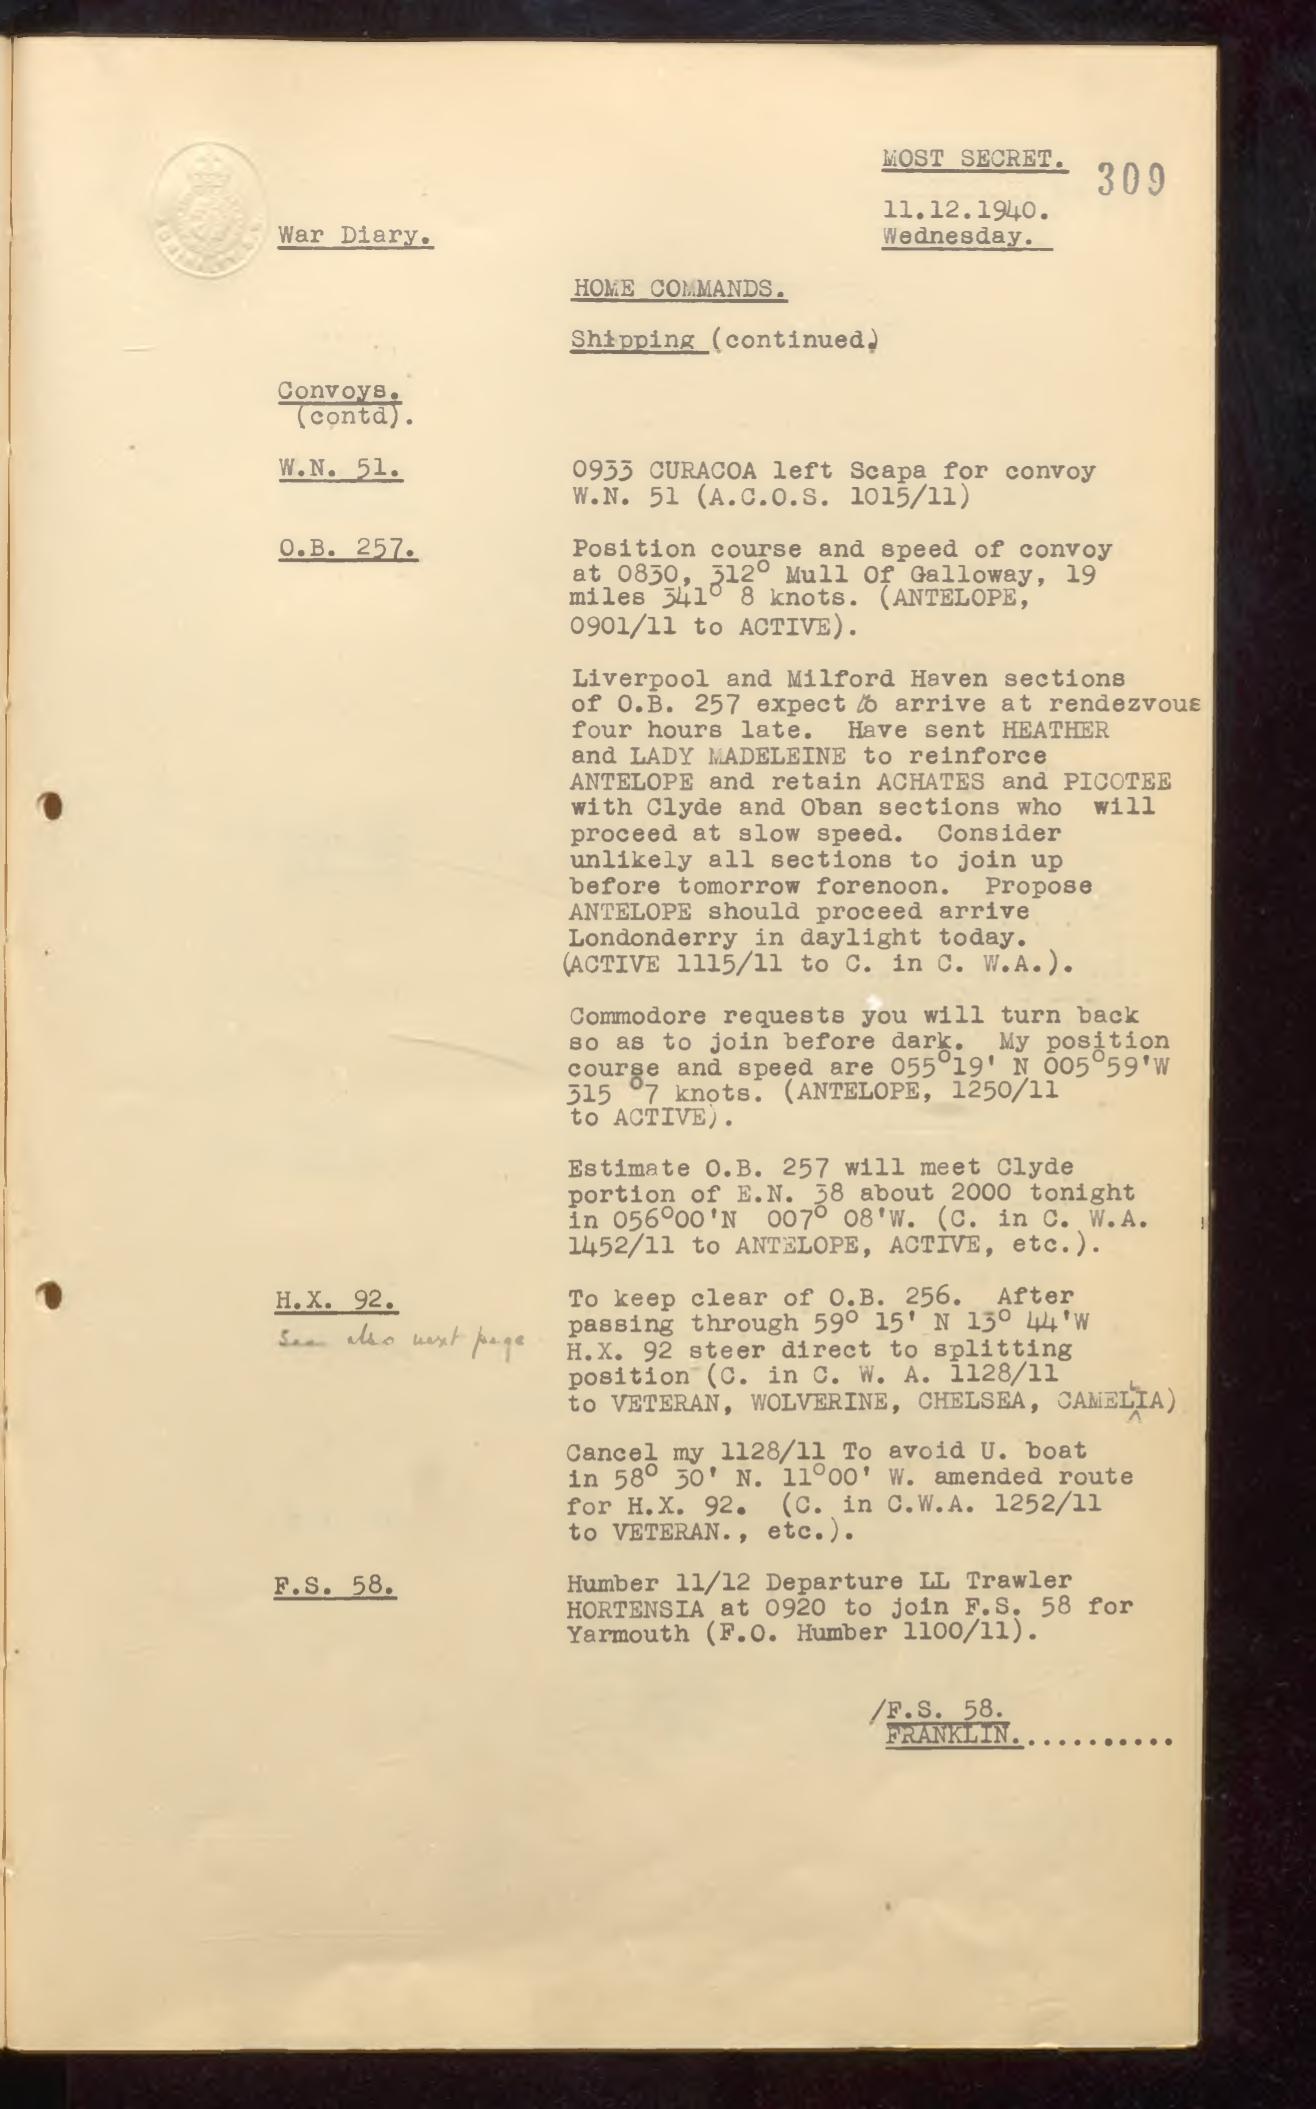 MOST SECRET.
309
11.12.1940.
War Diary.
Wednesday.
HOME COMMANDS.
Shipping (continued)
Convoys.
(contd).
W.N. 51.
0933 CURACOA left Scapa for convoy
W.N. 51 (A.C.O.S. 1015/11)
O.B. 257.
Position course and speed of convoy
at 0830, 312° Mull Of Galloway, 19
miles 341° 8 knots. (ANTELOPE,
0901/11 to ACTIVE).
Liverpool and Milford Haven sections
of O.B. 257 expect to arrive at rendezvous
four hours late. Have sent HEATHER
and LADY MADELEINE to reinforce
ANTELOPE and retain ACHATES and PICOTEE
with Clyde and Oban sections who will
proceed at slow speed. Consider
unlikely all sections to join up
before tomorrow forenoon. Propose
ANTELOPE should proceed arrive
Londonderry in daylight today.
(ACTIVE 1115/11 to C. in C. W.A.).
Commodore requests you will turn back
so as to join before dark. My position
course and speed are 055°19' N 005°59'W
315 °7 knots. (ANTELOPE, 1250/11
to ACTIVE).
Estimate O.B. 257 will meet Clyde
portion of E.N. 38 about 2000 tonight
in 056°00'N 007° 08'W. (C. in C. W.A.
1452/11 to ANTELOPE, ACTIVE, etc.).
H.X. 92.
See also next page
To keep clear of O.B. 256. After
passing through 59° 15' N 13° 44'W
H.X. 92 steer direct to splitting
position (C. in C. W. A. 1128/11
to VETERAN, WOLVERINE, CHELSEA, CAMELLIA)
Cancel my 1128/11 To avoid U. boat
in 58° 30' N. 11°00' W. amended route
for H.X. 92. (C. in C.W.A. 1252/11
to VETERAN., etc.).
F.S. 58.
Humber 11/12 Departure LL Trawler
HORTENSIA at 0920 to join F.S. 58 for
Yarmouth (F.O. Humber 1100/11).
/F.S. 58.
FRANKLIN...........